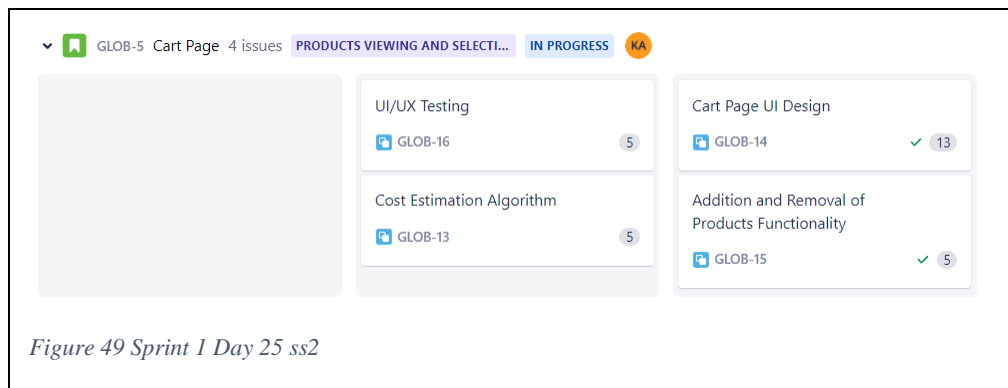 GLOB-5 Cart Page 4 issues PRODUCTS VIEWING AND SELECTI... IN PROGRESS KA
UI/UX Testing
GLOB-16 5
Cost Estimation Algorithm
GLOB-13 5
Cart Page UI Design
GLOB-14 13
Addition and Removal of
Products Functionality
GLOB-15 5
Figure 49 Sprint 1 Day 25 ss2